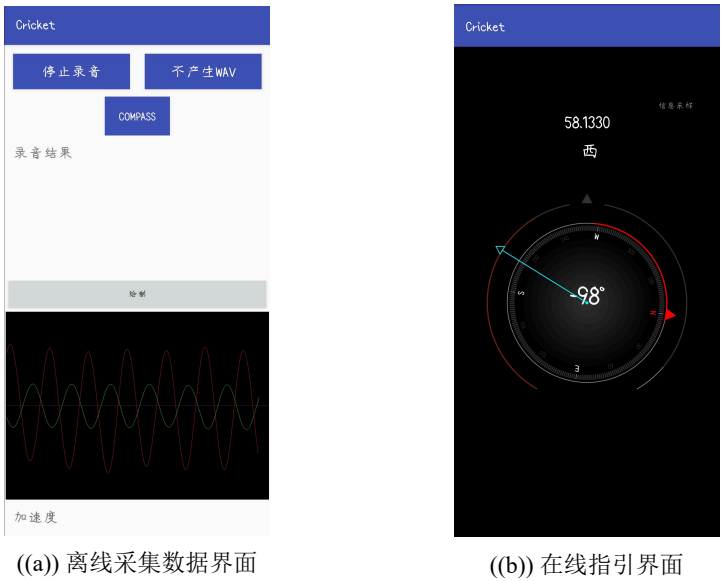 Cricket
停止录音 不产生WAV
COMPASS
录音结果
绘制
加速度
((a)) 离线采集数据界面
Cricket
信息采样
58.1330
西
W
S
N
E
-98°
((b)) 在线指引界面